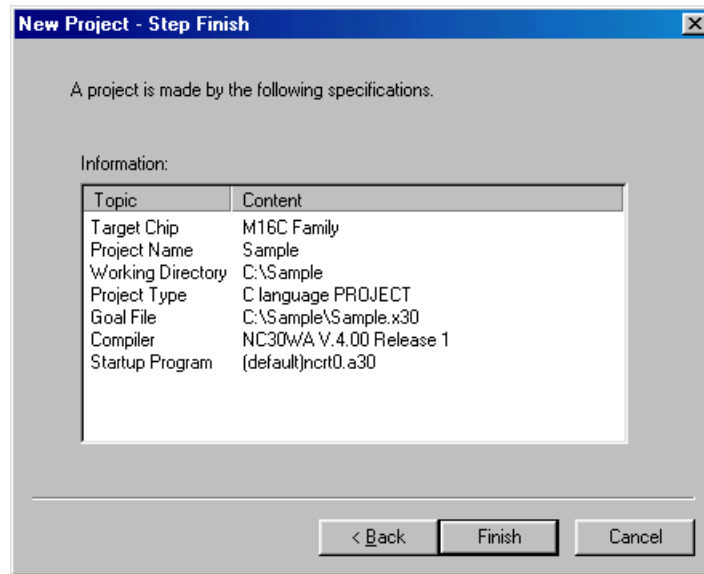 New Project - Step Finish
A project is made by the following specifications.
Information:
Topic Content
Target Chip M16C Family
Project Name Sample
Working Directory C:\Sample
Project Type C language PROJECT
Goal File C:\Sample\Sample.x30
Compiler NC30WA V.4.00 Release 1
Startup Program (default)ncrt0.a30
< Back Finish Cancel